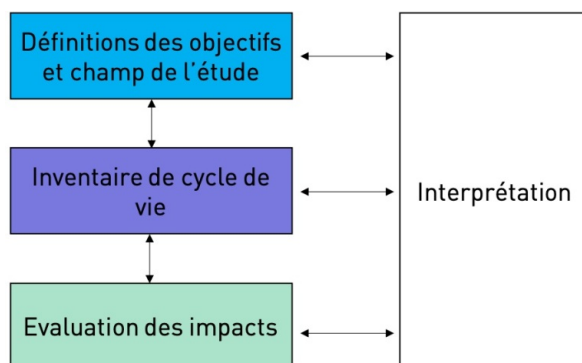 Définitions des objectifs
et champ de l'étude
Inventaire de cycle de
vie
Interprétation
Evaluation des impacts